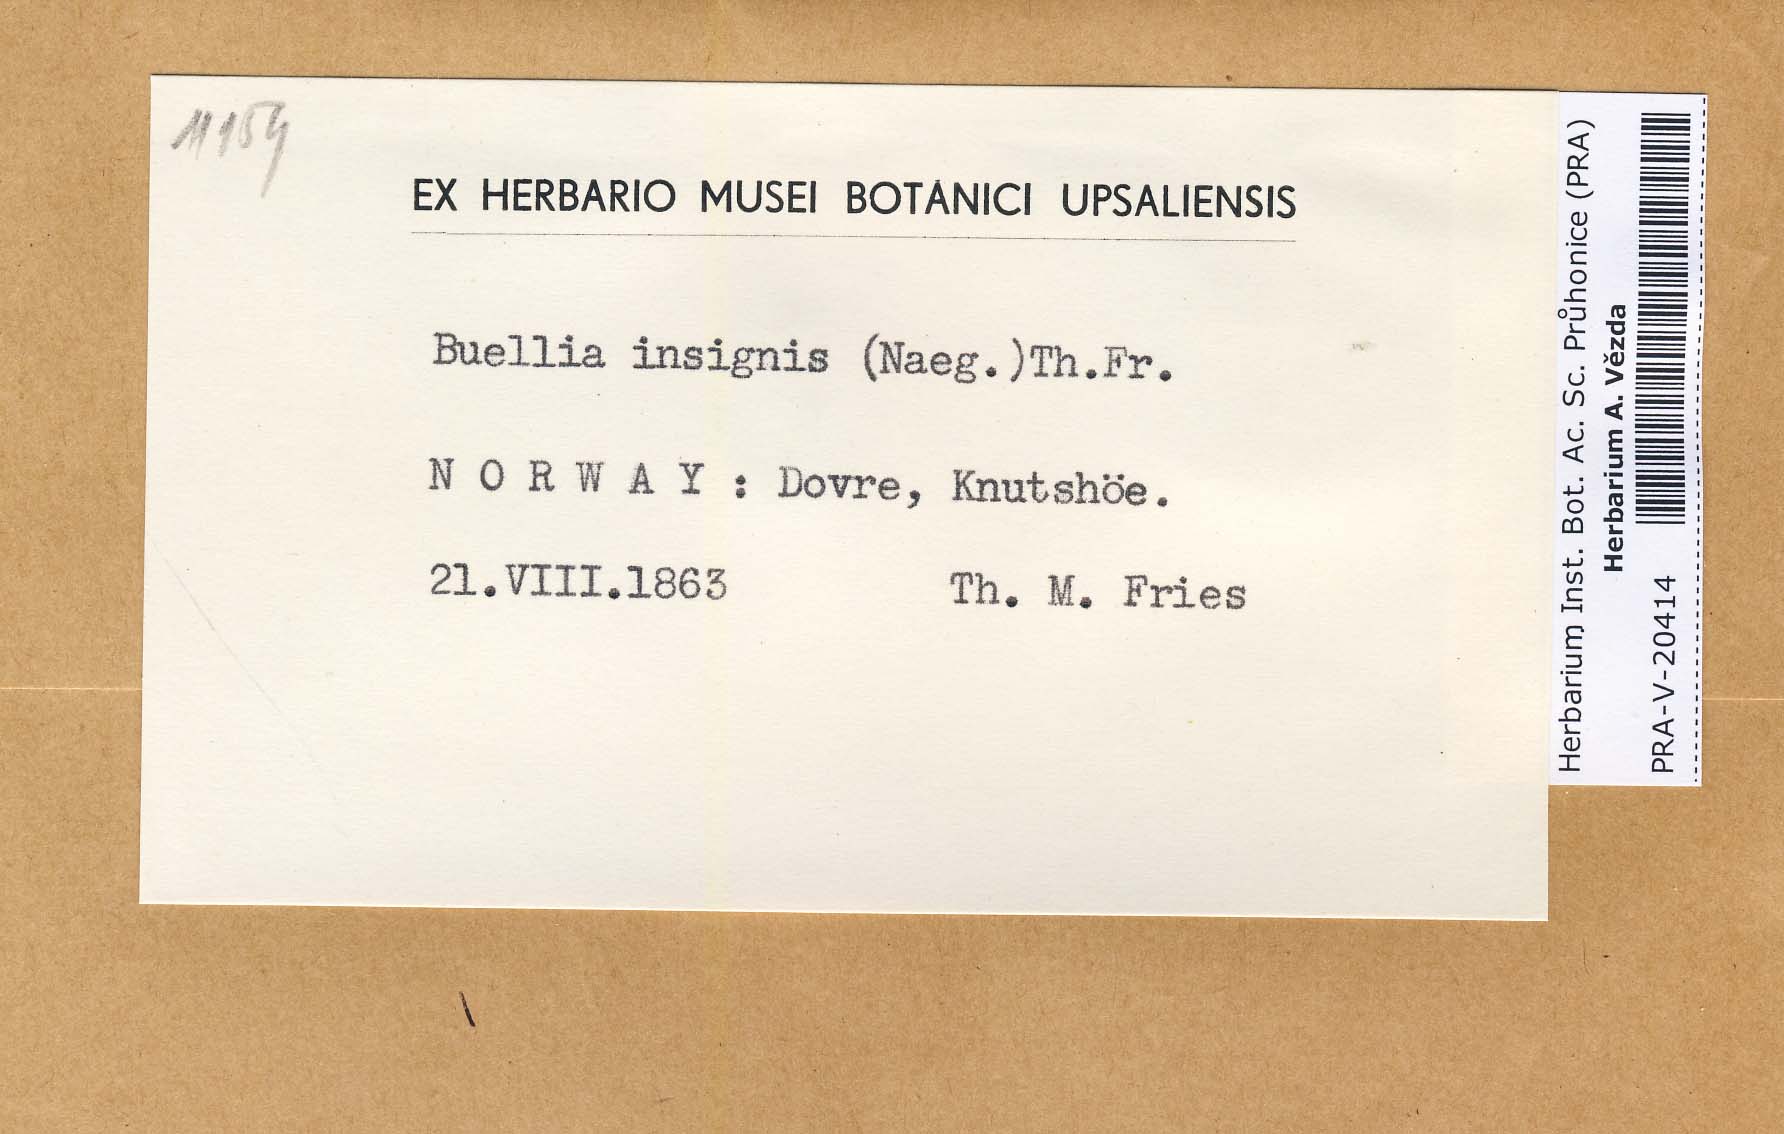 EX HERBARIO MUSEI BOTANICI UPSALIENSIS
Buellia insignis (Naeg.)Th.Fr.
N O R W A Y : Dovre, Knutshöe.
21.VIII.1863 Th. M. Fries
Herbarium Inst. Bot. Ac. Sc. Průhonice (PRA)
Herbarium A. Vězda
PRA-V-20414